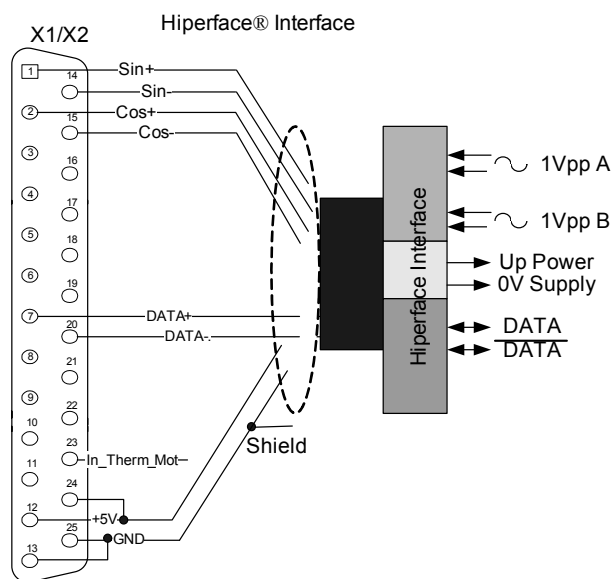 Hiperface® Interface
X1/X2
1
14
Sin+
Sin-
2
15
Cos+
Cos-
3
16
4
17
5
18
6
19
7
DATA+
20
DATA-.
8
21
9
22
10
23
In_Therm_Mot
11
24
12
+5V
25
GND
13
Shield
Hiperface Interface
1Vpp A
1Vpp B
Up Power
0V Supply
DATA
DATA